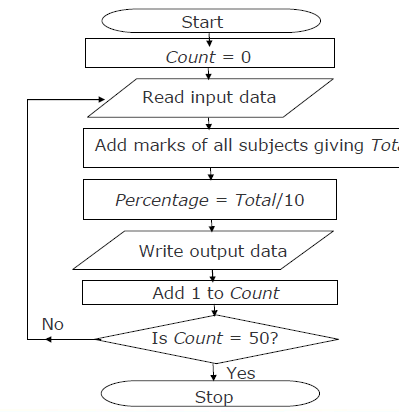 Start
Count = 0
Read input data
Add marks of all subjects giving
Percentage = Total/10
Write output data
Add 1 to Count
No
Is Count = 50?
Yes
Stop